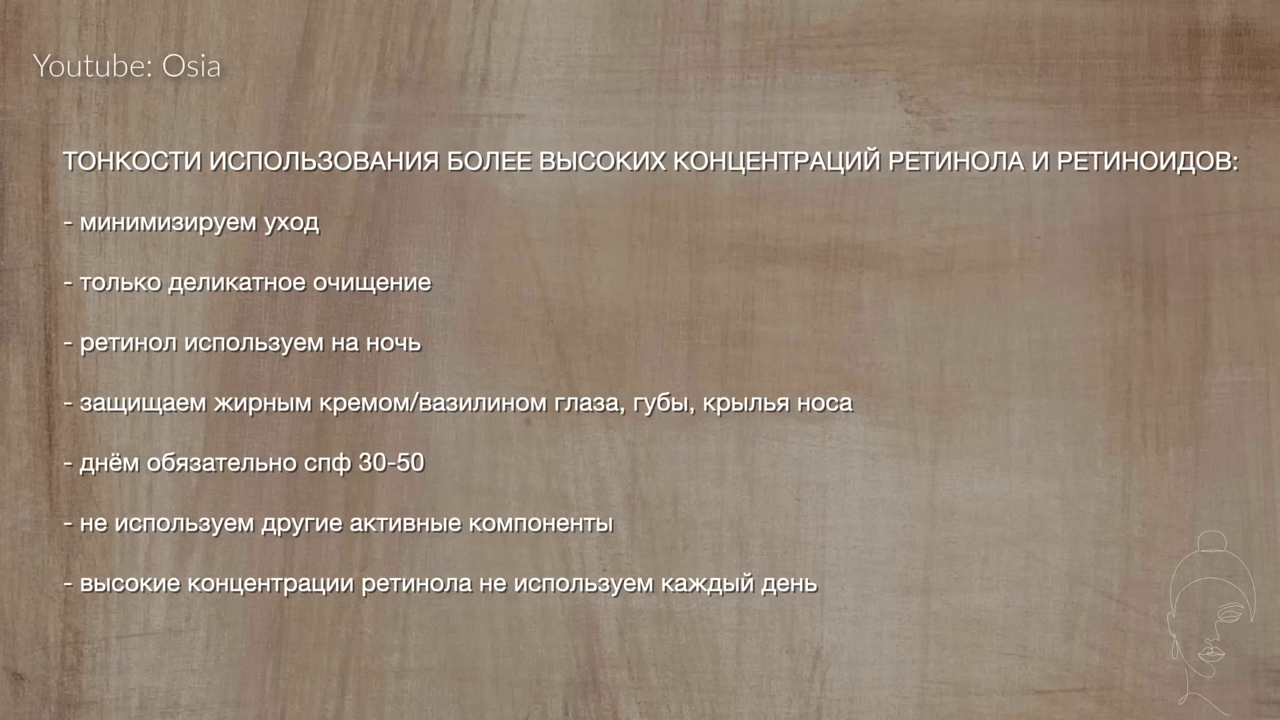 Youtube: Osia
ТОНКОСТИ ИСПОЛЬЗОВАНИЯ БОЛЕЕ ВЫСОКИХ КОНЦЕНТРАЦИЙ РЕТИНОЛА И РЕТИНОИДОВ:
- минимизируем уход
- только деликатное очищение
- ретинол используем на ночь
- защищаем жирным кремом/вазилином глаза, губы, крылья носа
- днём обязательно спф 30-50
- не используем другие активные компоненты
- высокие концентрации ретинола не используем каждый день